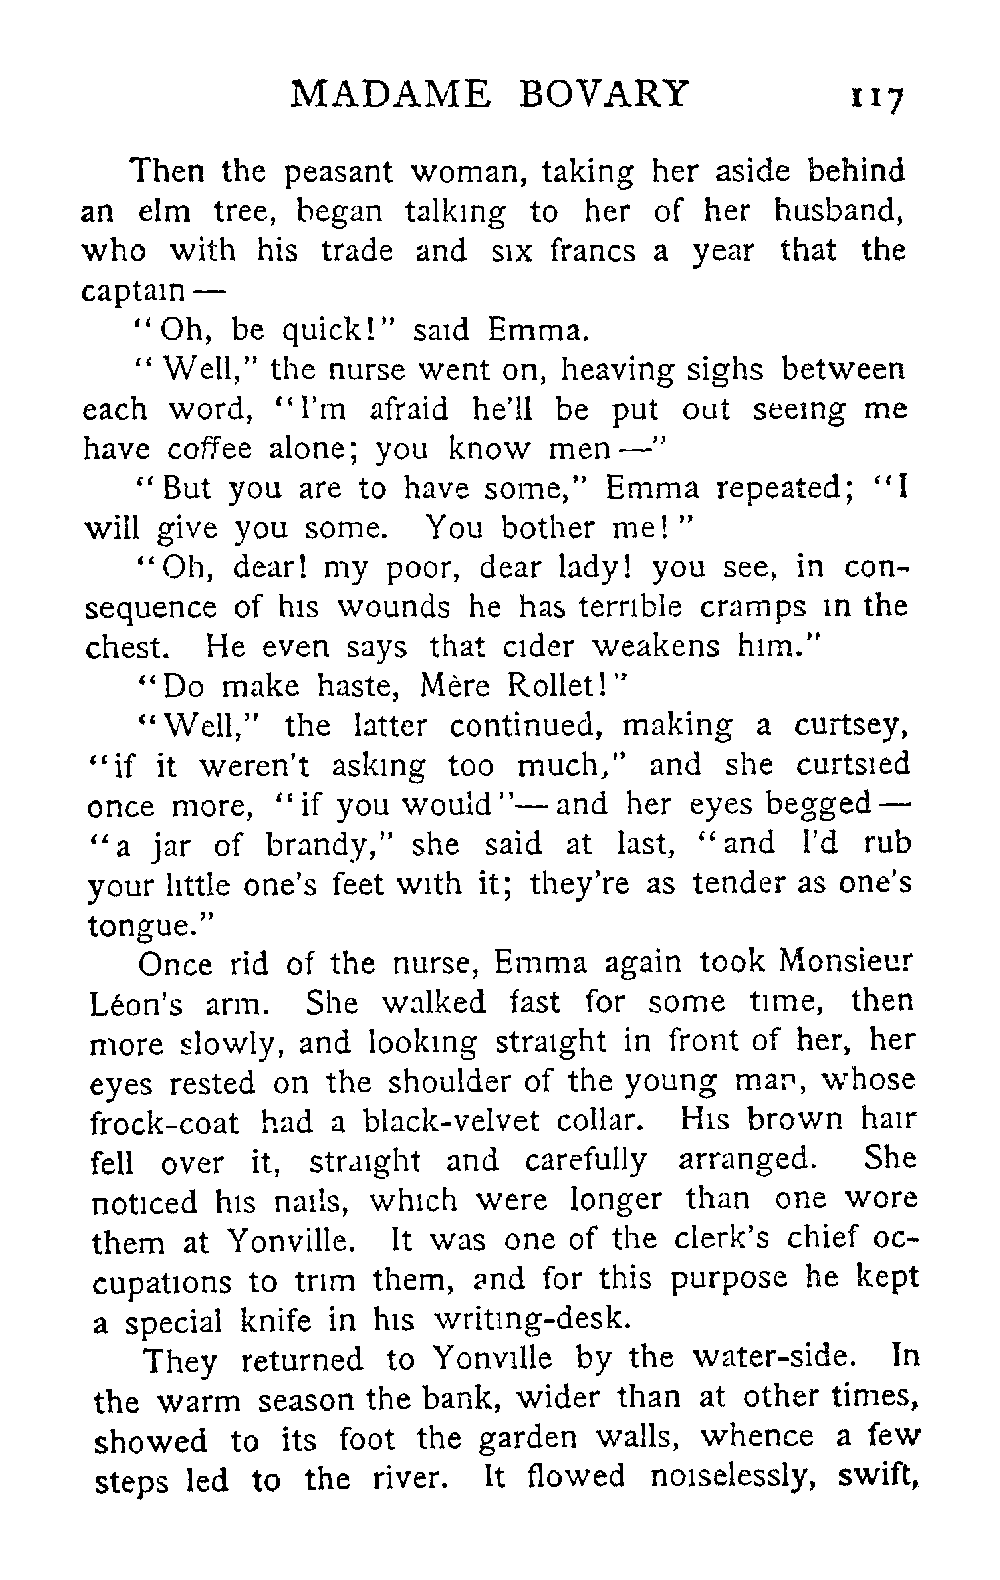 MADAME BOVARY 117
Then the peasant woman, taking her aside behind
an elm tree, began talking to her of her husband,
who with his trade and six francs a year that the
captain —
"Oh, be quick!" said Emma.
"Well," the nurse went on, heaving sighs between
each word, "I'm afraid he'll be put out seeing me
have coffee alone; you know men —"
"But you are to have some," Emma repeated; "I
will give you some. You bother me!"
"Oh, dear! my poor, dear lady! you see, in con-
sequence of his wounds he has terrible cramps in the
chest. He even says that cider weakens him."
"Do make haste, Mère Rollet!"
"Well," the latter continued, making a curtsey,
"if it weren't asking too much," and she curtsied
once more, "if you would"— and her eyes begged —
"a jar of brandy," she said at last, "and I'd rub
your little one's feet with it; they're as tender as one's
tongue."
Once rid of the nurse, Emma again took Monsieur
Léon's arm. She walked fast for some time, then
more slowly, and looking straight in front of her, her
eyes rested on the shoulder of the young man, whose
frock-coat had a black-velvet collar. His brown hair
fell over it, straight and carefully arranged. She
noticed his nails, which were longer than one wore
them at Yonville. It was one of the clerk's chief oc-
cupations to trim them, and for this purpose he kept
a special knife in his writing-desk.
They returned to Yonville by the water-side. In
the warm season the bank, wider than at other times,
showed to its foot the garden walls, whence a few
steps led to the river. It flowed noiselessly, swift,